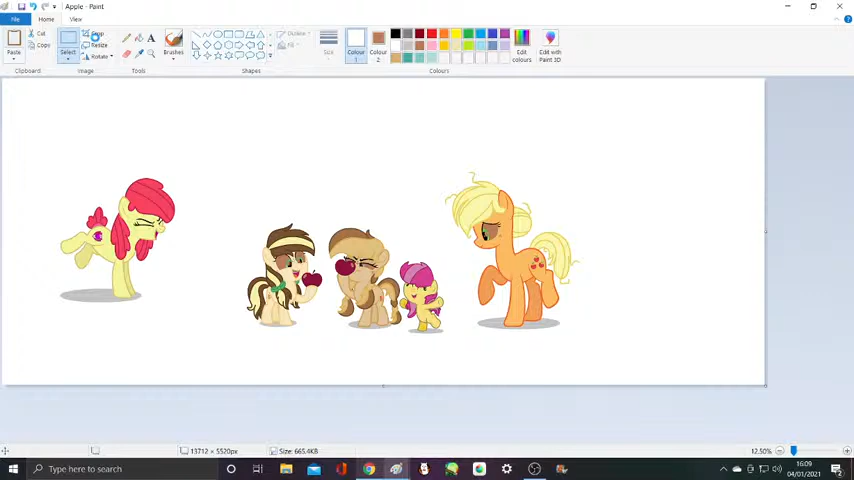 Apple - Paint
File Home View
Paste Cut Copy Select Crop Resize Rotate Brushes Outline Fill Size Colour 1 Colour 2 Edit colours Edit with Paint 3D
Clipboard Image Tools Shapes Colours
13712 × 5520px Size: 665.4KB 12.50%
Type here to search
16:09
04/01/2021
2